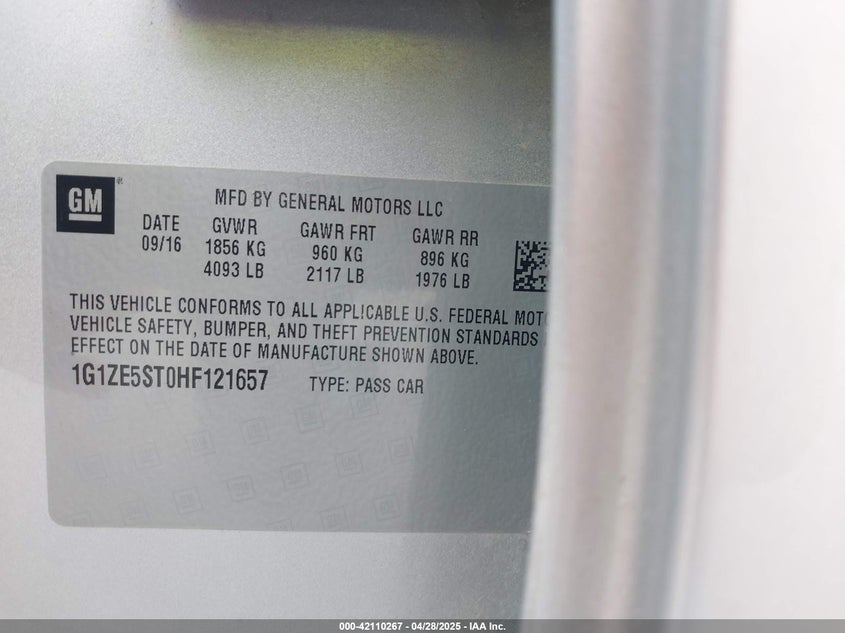 GM
MFD BY GENERAL MOTORS LLC
DATE GVWR GAWR FRT GAWR RR
09/16 1856 KG 960 KG 896 KG
4093 LB 2117 LB 1976 LB
THIS VEHICLE CONFORMS TO ALL APPLICABLE U.S. FEDERAL
VEHICLE SAFETY, BUMPER, AND THEFT PREVENTION STANDARDS
EFFECT ON THE DATE OF MANUFACTURE SHOWN ABOVE.
1G1ZE5ST0HF121657 TYPE: PASS CAR
000-42110267 - 04/28/2025 - IAA Inc.